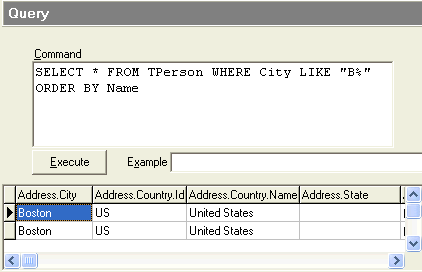 Query
Command
SELECT * FROM TPerson WHERE City LIKE "B%"
ORDER BY Name
Execute
Example
Address.City Address.Country.Id Address.Country.Name Address.State
Boston US United States
Boston US United States